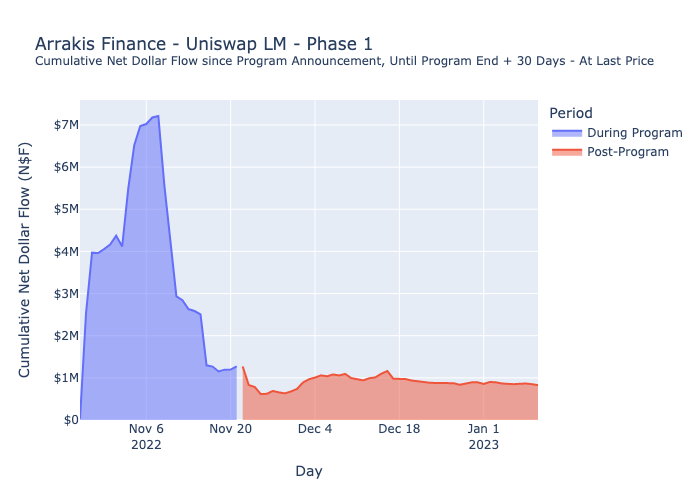 Arrakis Finance - Uniswap LM - Phase 1
Cumulative Net Dollar Flow since Program Announcement, Until Program End + 30 Days - At Last Price
Period
During Program
Post-Program
Cumulative Net Dollar Flow (N$F)
$7M
$6M
$5M
$4M
$3M
$2M
$1M
$0
Nov 6
2022
Nov 20
Dec 4
Dec 18
Jan 1
2023
Day